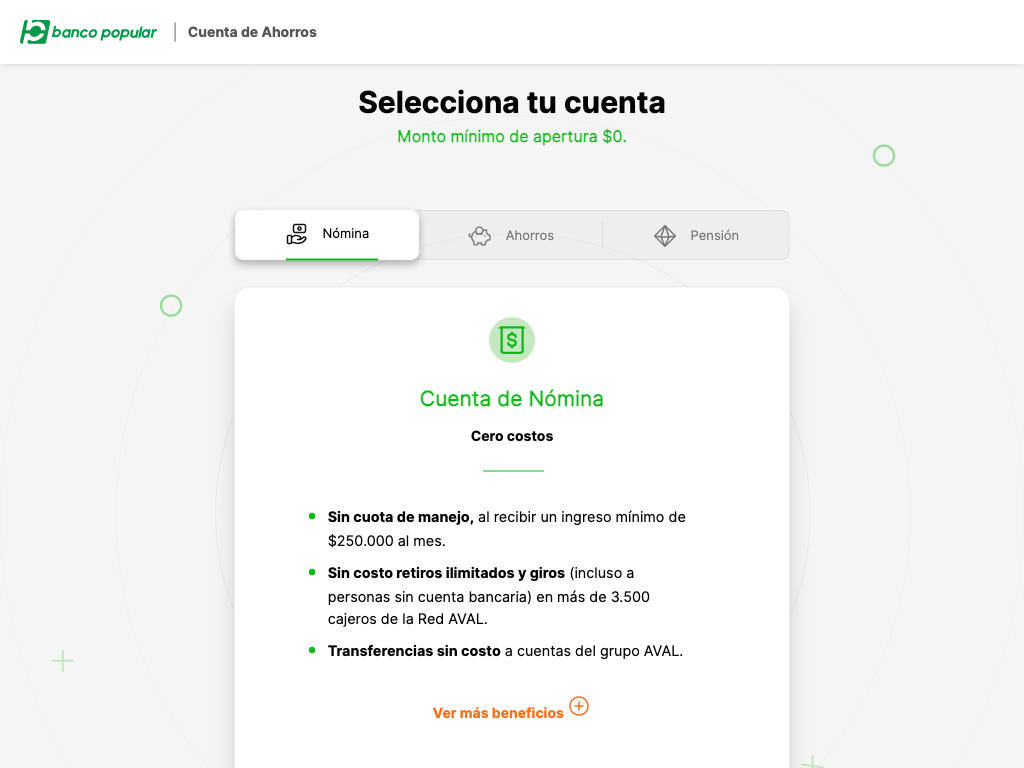 banco popular
Cuenta de Ahorros
Selecciona tu cuenta
Monto mínimo de apertura $0.
Nómina
Ahorros
Pensión
Cuenta de Nómina
Cero costos
Sin cuota de manejo, al recibir un ingreso mínimo de
$250.000 al mes.
Sin costo retiros ilimitados y giros (incluso a
personas sin cuenta bancaria) en más de 3.500
cajeros de la Red AVAL.
Transferencias sin costo a cuentas del grupo AVAL.
Ver más beneficios